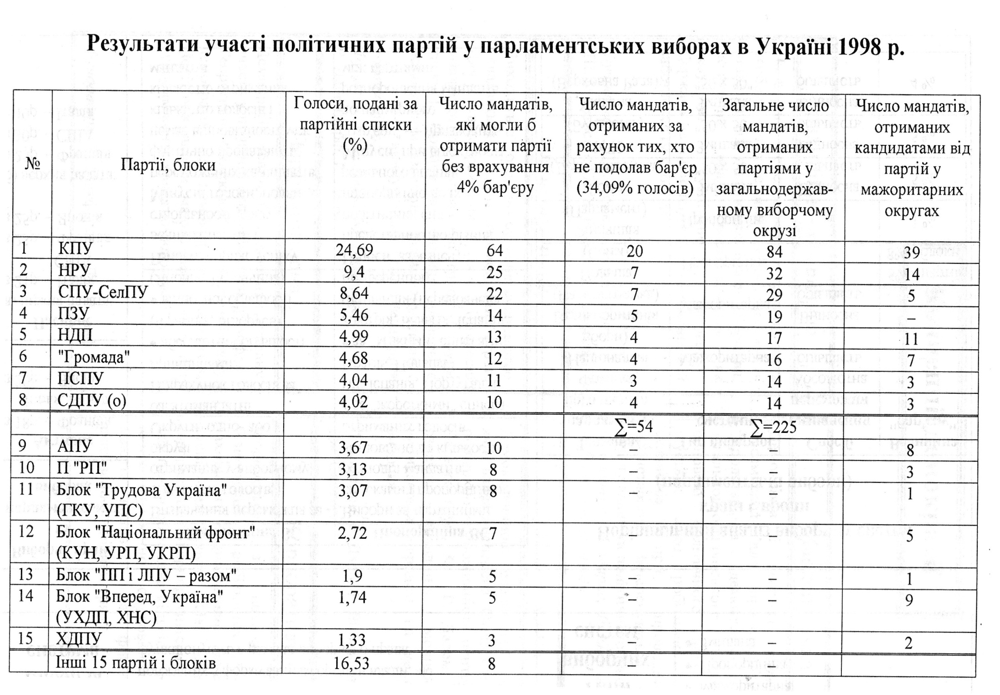 Результати участі політичних партій у парламентських виборах в Україні 1998 р.
№
Партії, блоки
Голоси, подані за
партійні списки
(%)
Число мандатів,
які могли б
отримати партії
без врахування
4% бар'єру
Число мандатів,
отриманих за
рахунок тих, хто
не подолав бар'єр
(34,09% голосів)
Загальне число
мандатів,
отриманих
партіями у
загальнодержав-
ному виборчому
окрузі
Число мандатів,
отриманих
кандидатами від
партій у
мажоритарних
округах
1 КПУ 24,69 64 20 84 39
2 НРУ 9,4 25 7 32 14
3 СПУ-СелПУ 8,64 22 7 29 5
4 ПЗУ 5,46 14 5 19 –
5 НДП 4,99 13 4 17 11
6 "Громада" 4,68 12 4 16 7
7 ПСПУ 4,04 11 3 14 3
8 СДПУ (о) 4,02 10 4 14 3
∑=54 ∑=225
9 АПУ 3,67 10 – – 8
10 П "РП" 3,13 8 – – 3
11 Блок "Трудова Україна" 3,07 8 – – 1
(ГКУ, УПС)
12 Блок "Національний фронт" 2,72 7 – – 5
(КУН, УРП, УКРП)
13 Блок "ПП і ЛПУ – разом" 1,9 5 – – 1
14 Блок "Вперед, Україна" 1,74 5 – – 9
(УХДП, ХНС)
15 ХДПУ 1,33 3 – – 2
Інші 15 партій і блоків 16,53 8 – –